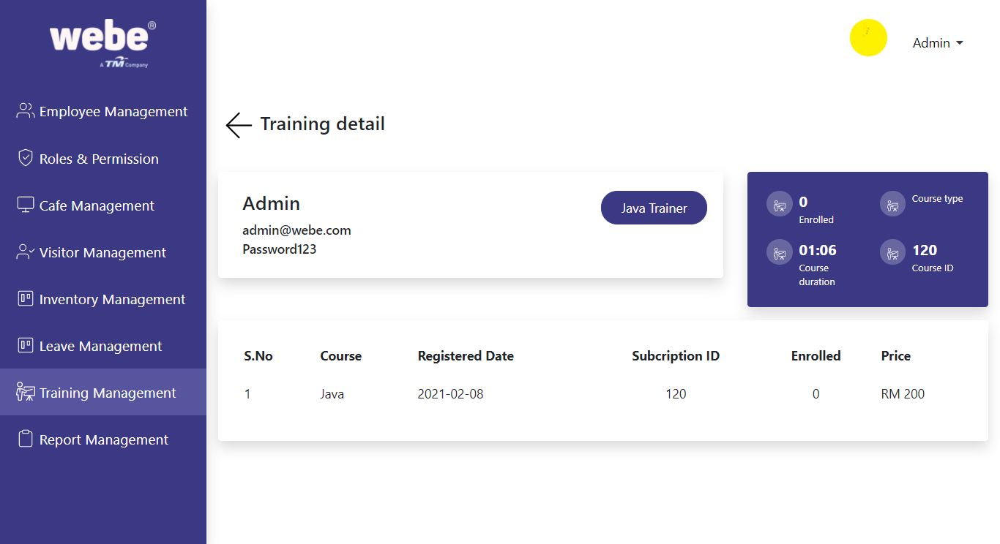 webe®
A TM Company
Admin
Employee Management
Roles & Permission
Cafe Management
Visitor Management
Inventory Management
Leave Management
Training Management
Report Management
Training detail
Admin
admin@webe.com
Password123
Java Trainer
0
Enrolled
Course type
01:06
Course
duration
120
Course ID
S.No Course Registered Date Subcription ID Enrolled Price
1 Java 2021-02-08 120 0 RM 200